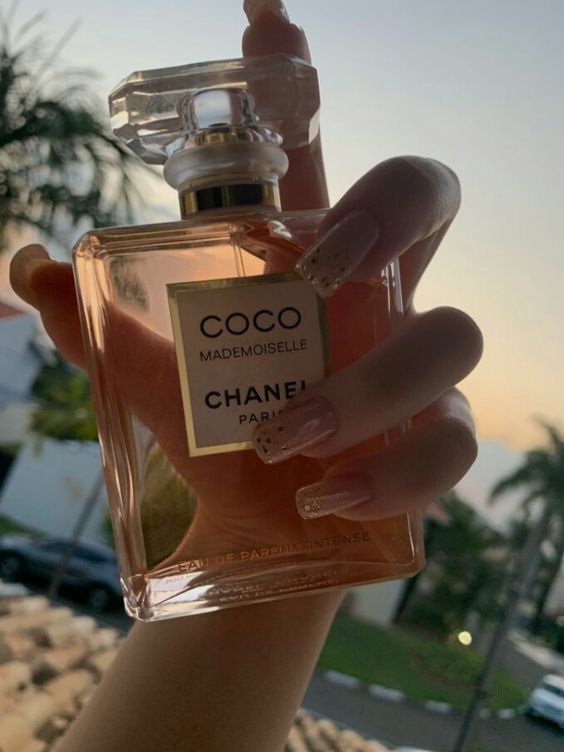 COCO
MADEMOISELLE
CHANEL
PARIS
EAU DE PARFUM INTENSE